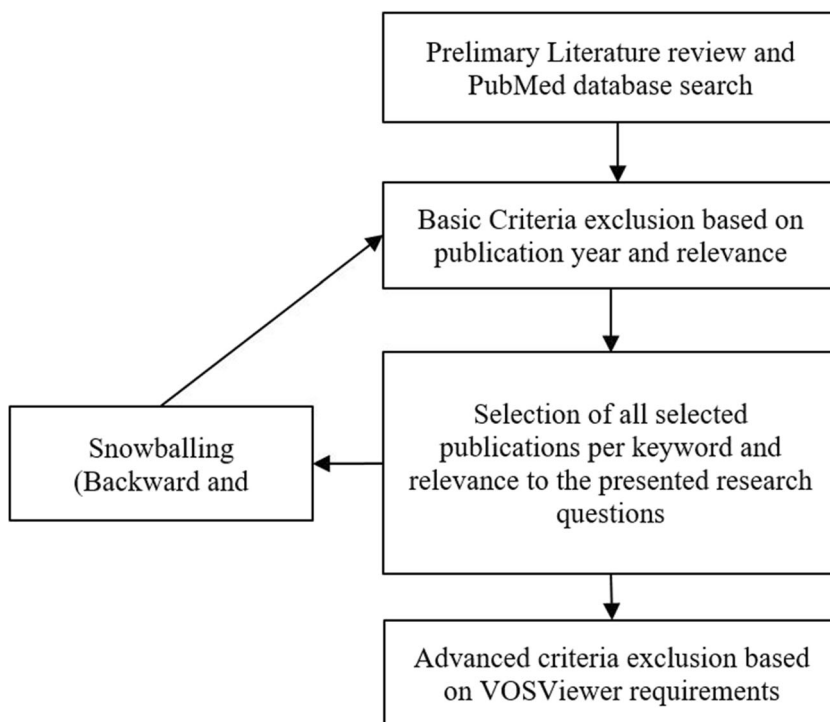 Prelimary Literature review and
PubMed database search
Basic Criteria exclusion based on
publication year and relevance
Selection of all selected
publications per keyword and
relevance to the presented research
questions
Snowballing
(Backward and
Advanced criteria exclusion based
on VOSViewer requirements